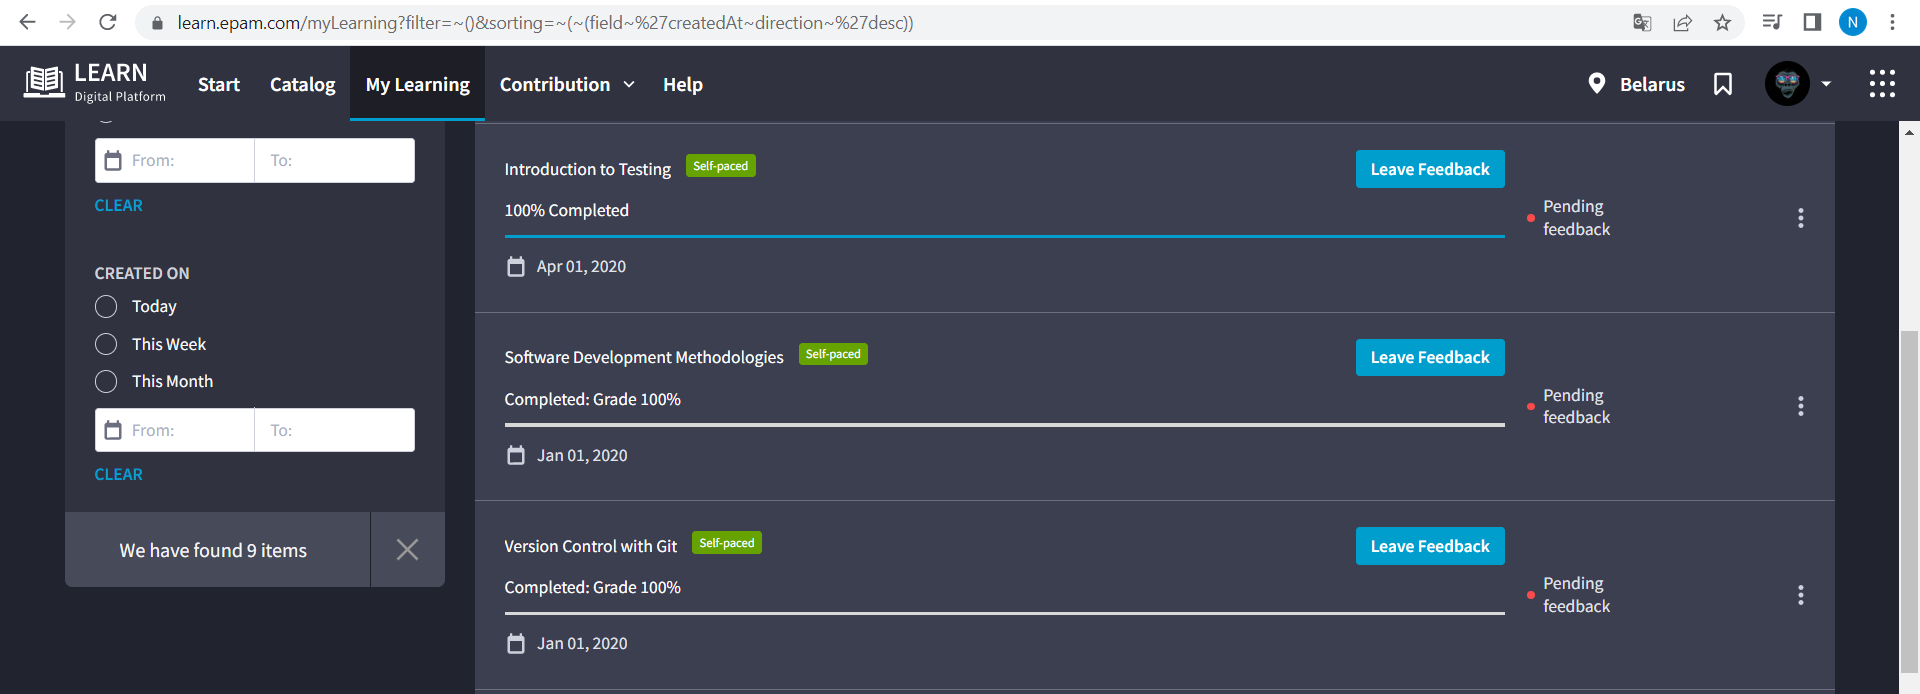 learn.epam.com/myLearning?filter=~()&sorting=~(~(field~%27createdAt~direction~%27desc))
N
LEARN
Digital Platform
Start
Catalog
My Learning
Contribution
Help
Belarus
From:
To:
CLEAR
CREATED ON
Today
This Week
This Month
From:
To:
CLEAR
We have found 9 items
Introduction to Testing
Self-paced
Leave Feedback
100% Completed
Pending
feedback
Apr 01, 2020
Software Development Methodologies
Self-paced
Leave Feedback
Completed: Grade 100%
Pending
feedback
Jan 01, 2020
Version Control with Git
Self-paced
Leave Feedback
Completed: Grade 100%
Pending
feedback
Jan 01, 2020